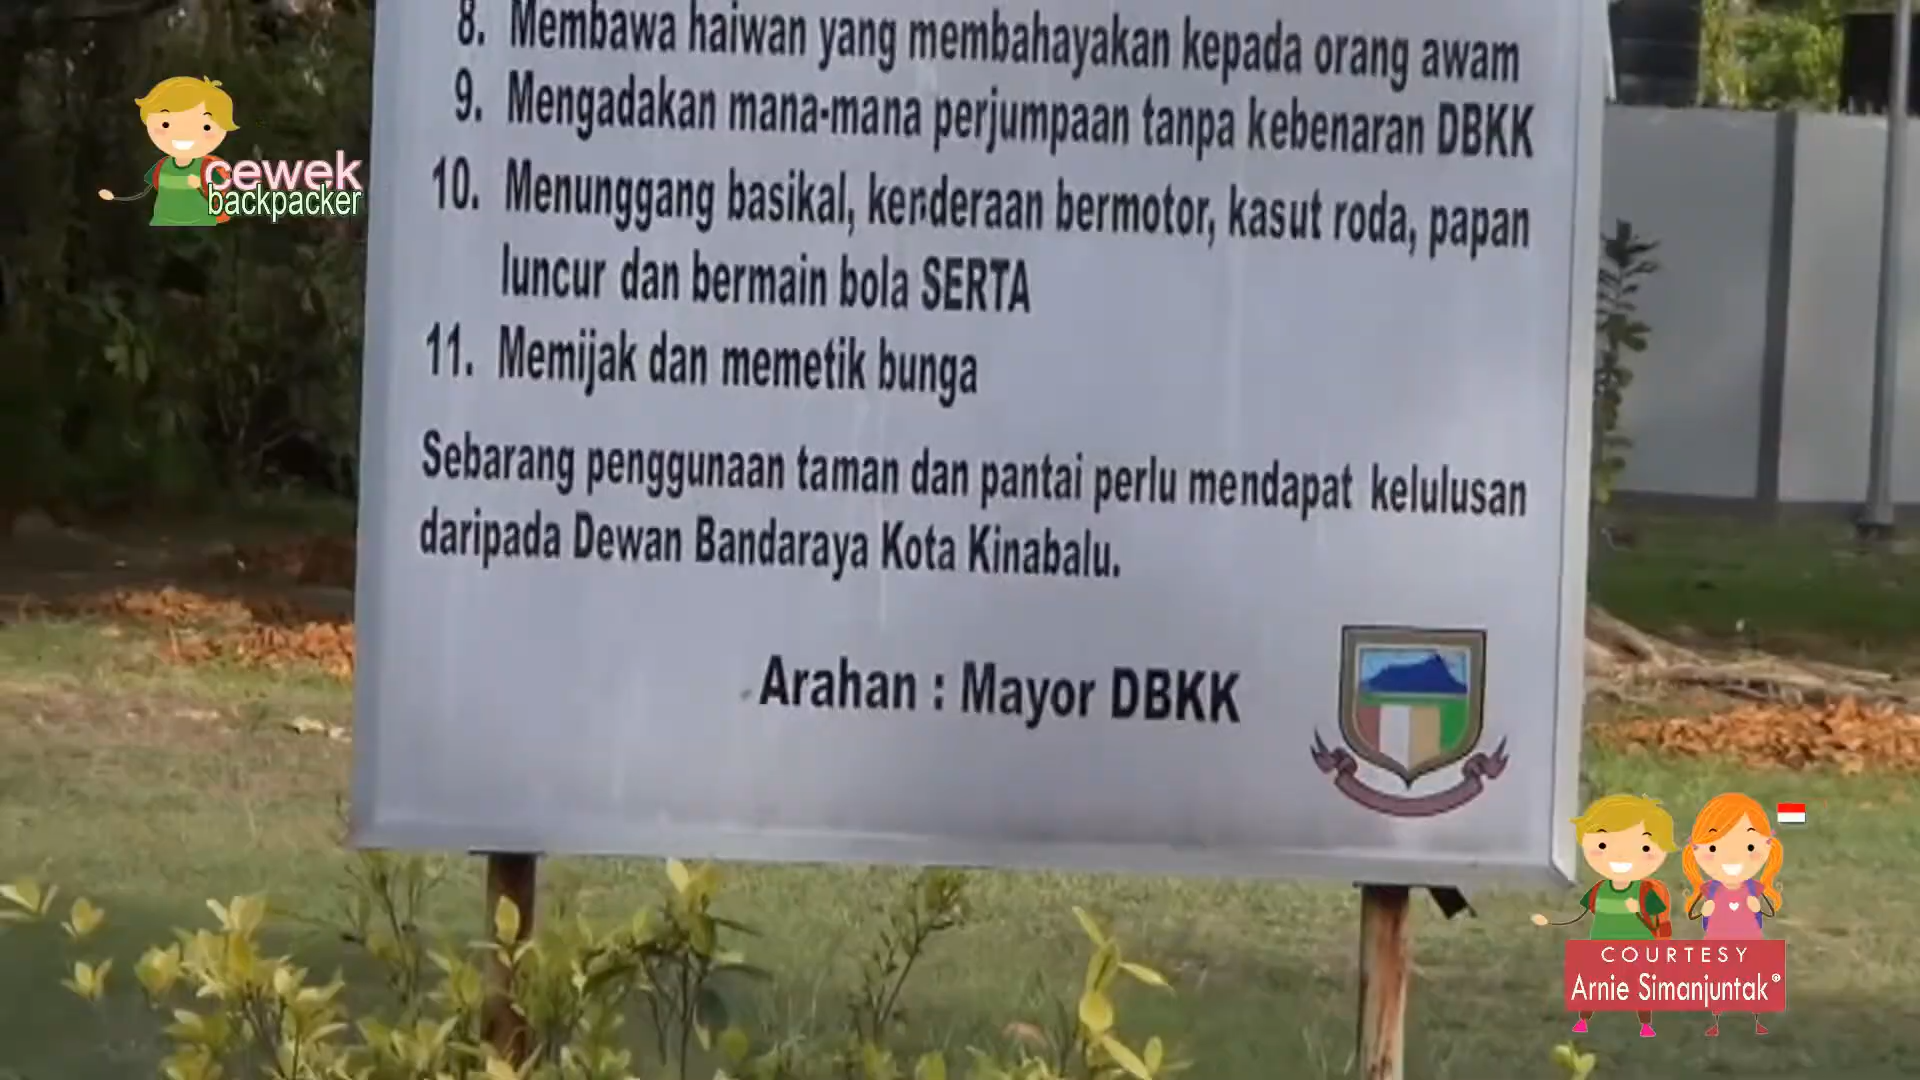 8. Membawa haiwan yang membahayakan kepada orang awam
9. Mengadakan mana-mana perjumpaan tanpa kebenaran DBKK
10. Menunggang basikal, kenderaan bermotor, kasut roda, papan
luncur dan bermain bola SERTA
11. Memijak dan memetik bunga
Sebarang penggunaan taman dan pantai perlu mendapat kelulusan
daripada Dewan Bandaraya Kota Kinabalu.
Arahan : Mayor DBKK
cewek
backpacker
COURTESY
Arnie Simanjuntak®